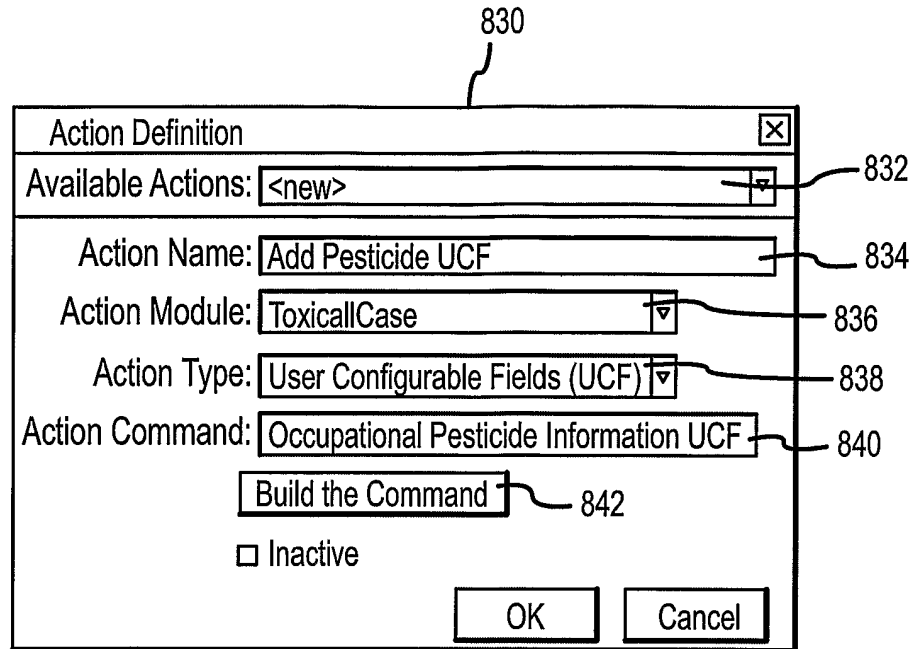 830
Action Definition
Available Actions: <new> 832
Action Name: Add Pesticide UCF 834
Action Module: ToxicallCase 836
Action Type: User Configurable Fields (UCF) 838
Action Command: Occupational Pesticide Information UCF 840
Build the Command 842
Inactive
OK Cancel